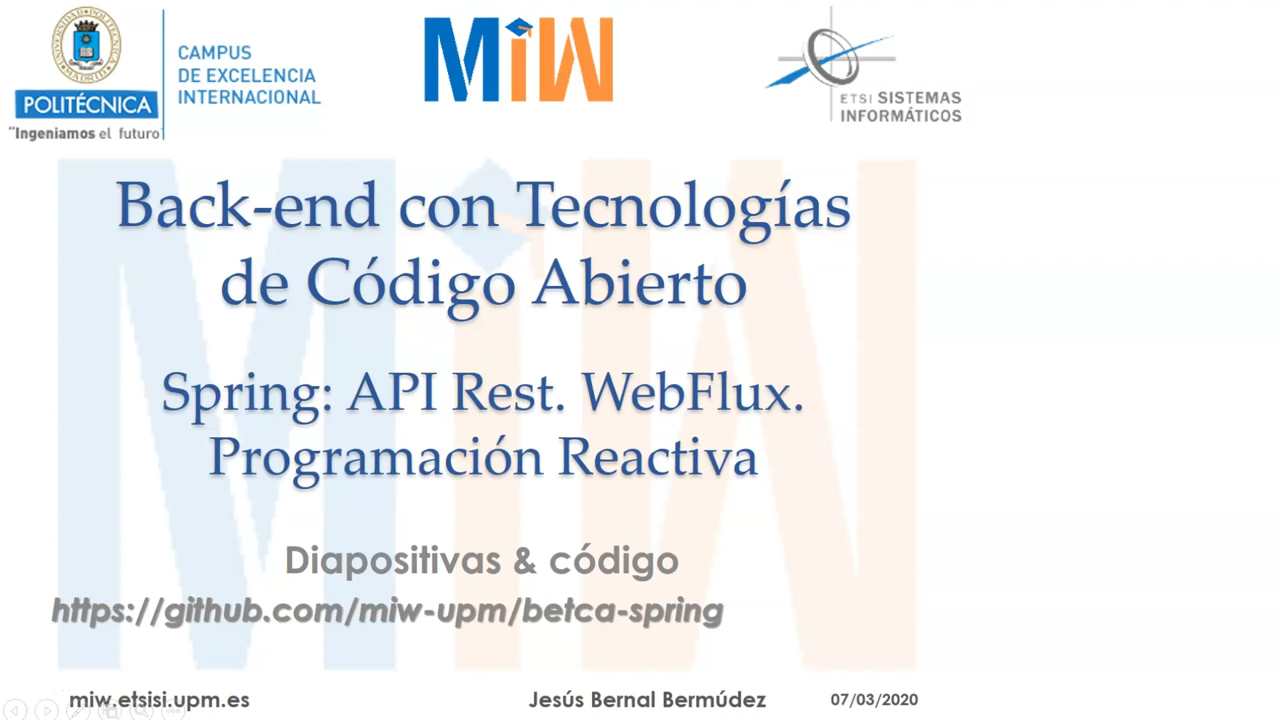 CAMPUS
DE EXCELENCIA
INTERNACIONAL
POLITÉCNICA
"Ingeniamos el futuro"
MiW
ETSI SISTEMAS
INFORMÁTICOS
Back-end con Tecnologías
de Código Abierto
Spring: API Rest. WebFlux.
Programación Reactiva
Diapositivas & código
https://github.com/miw-upm/betca-spring
miw.etsisi.upm.es
Jesús Bernal Bermúdez
07/03/2020